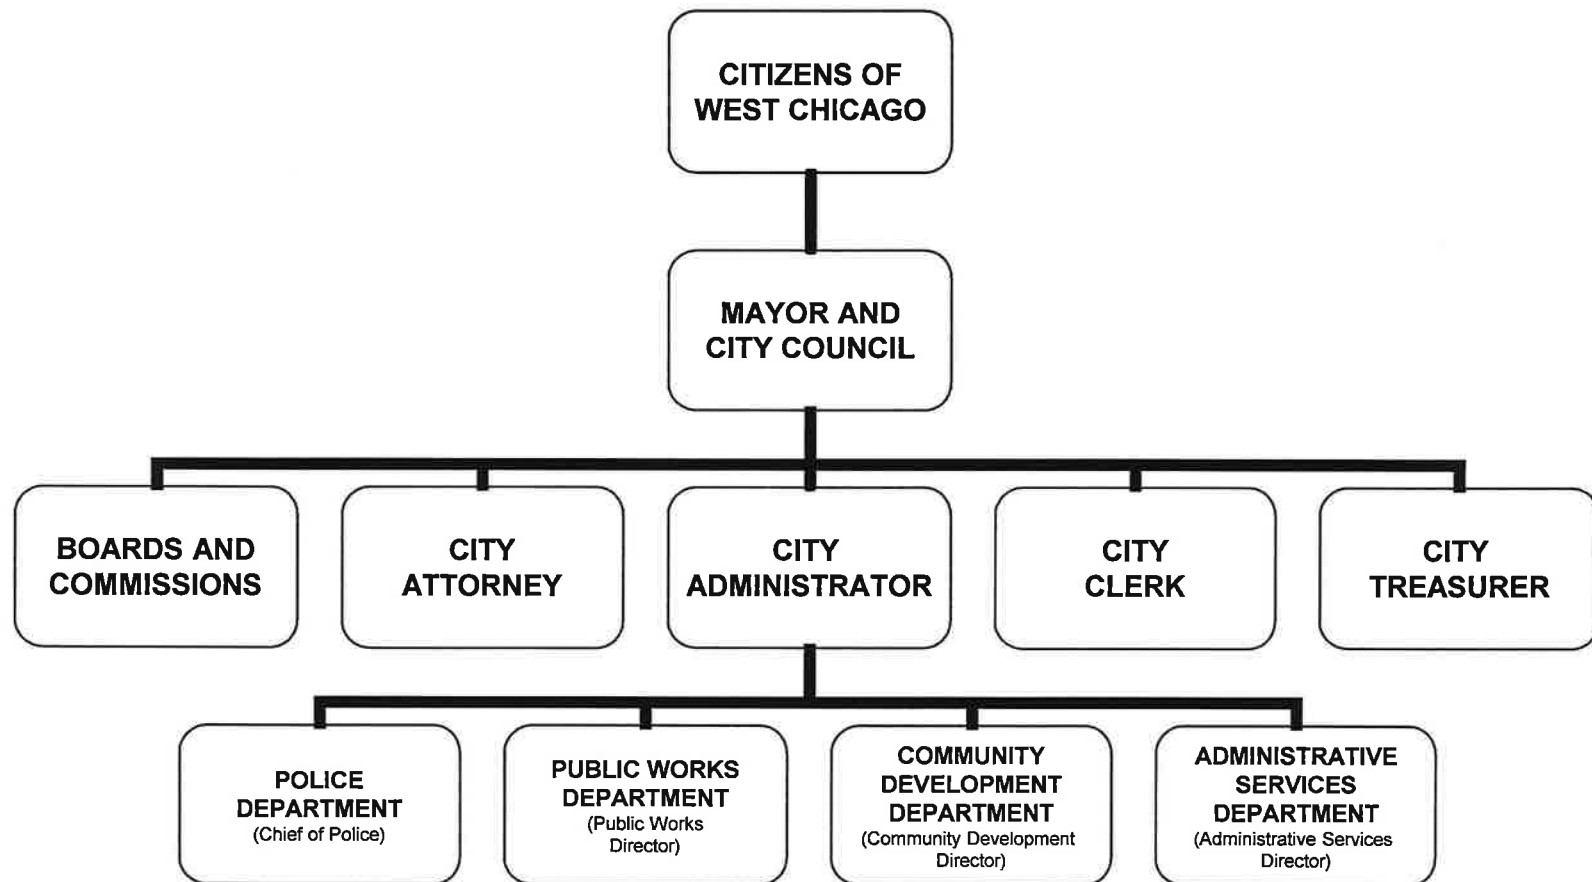 CITIZENS OF
WEST CHICAGO
MAYOR AND
CITY COUNCIL
BOARDS AND
COMMISSIONS
CITY
ATTORNEY
CITY
ADMINISTRATOR
CITY
CLERK
CITY
TREASURER
POLICE
DEPARTMENT
(Chief of Police)
PUBLIC WORKS
DEPARTMENT
(Public Works
Director)
COMMUNITY
DEVELOPMENT
DEPARTMENT
(Community Development
Director)
ADMINISTRATIVE
SERVICES
DEPARTMENT
(Administrative Services
Director)